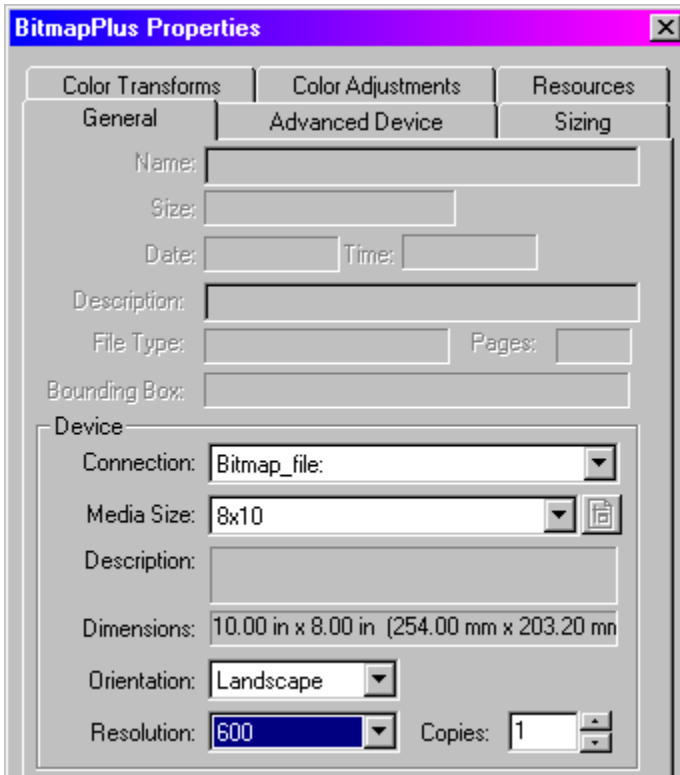 BitmapPlus Properties
Color Transforms Color Adjustments Resources
General Advanced Device Sizing
Name:
Size:
Date: Time:
Description:
File Type: Pages:
Bounding Box:
Device
Connection: Bitmap_file:
Media Size: 8x10
Description:
Dimensions: 10.00 in x 8.00 in (254.00 mm x 203.20 mm
Orientation: Landscape
Resolution: 600 Copies: 1